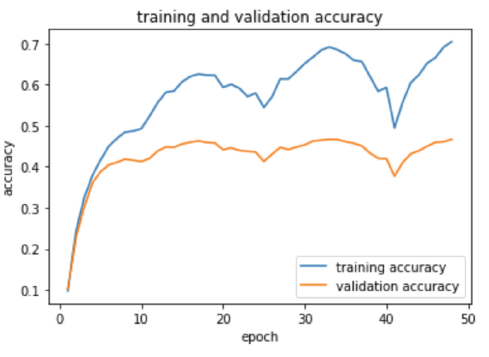 training and validation accuracy
accuracy
0.7
0.6
0.5
0.4
0.3
0.2
0.1
training accuracy
validation accuracy
0 10 20 30 40 50
epoch